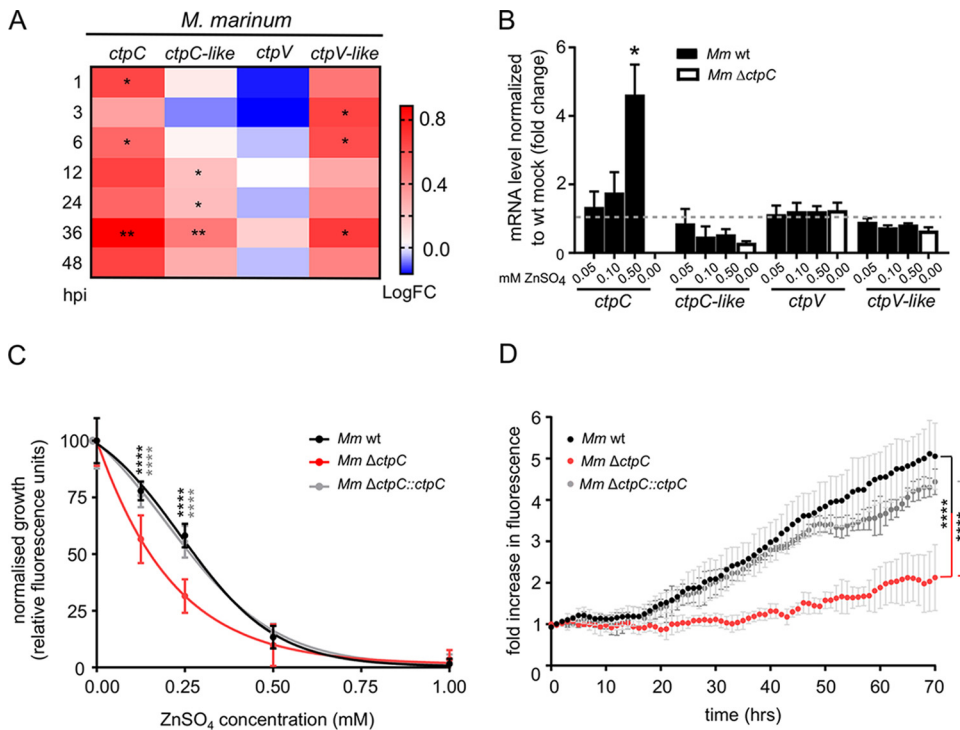 A
M. marinum
ctpC ctpC-like ctpV ctpV-like
1 *
3 *
6 * *
12 *
24 *
36 ** ** *
48
hpi
0.8
0.4
0.0
LogFC
B
mRNA level normalized
to wt mock (fold change)
6
4
2
0
*
Mm wt
Mm ΔctpC
mM ZnSO4 0.05 0.10 0.50 0.00 0.05 0.10 0.50 0.00 0.05 0.10 0.50 0.00 0.05 0.10 0.50 0.00
ctpC ctpC-like ctpV ctpV-like
C
normalised growth
(relative fluorescence units)
100
75
50
25
0
**** ****
**** ****
Mm wt
Mm ΔctpC
Mm ΔctpC::ctpC
0.00 0.25 0.50 0.75 1.00
ZnSO4 concentration (mM)
D
fold increase in fluorescence
6
5
4
3
2
1
0
Mm wt
Mm ΔctpC
Mm ΔctpC::ctpC
**** ****
0 10 20 30 40 50 60 70
time (hrs)